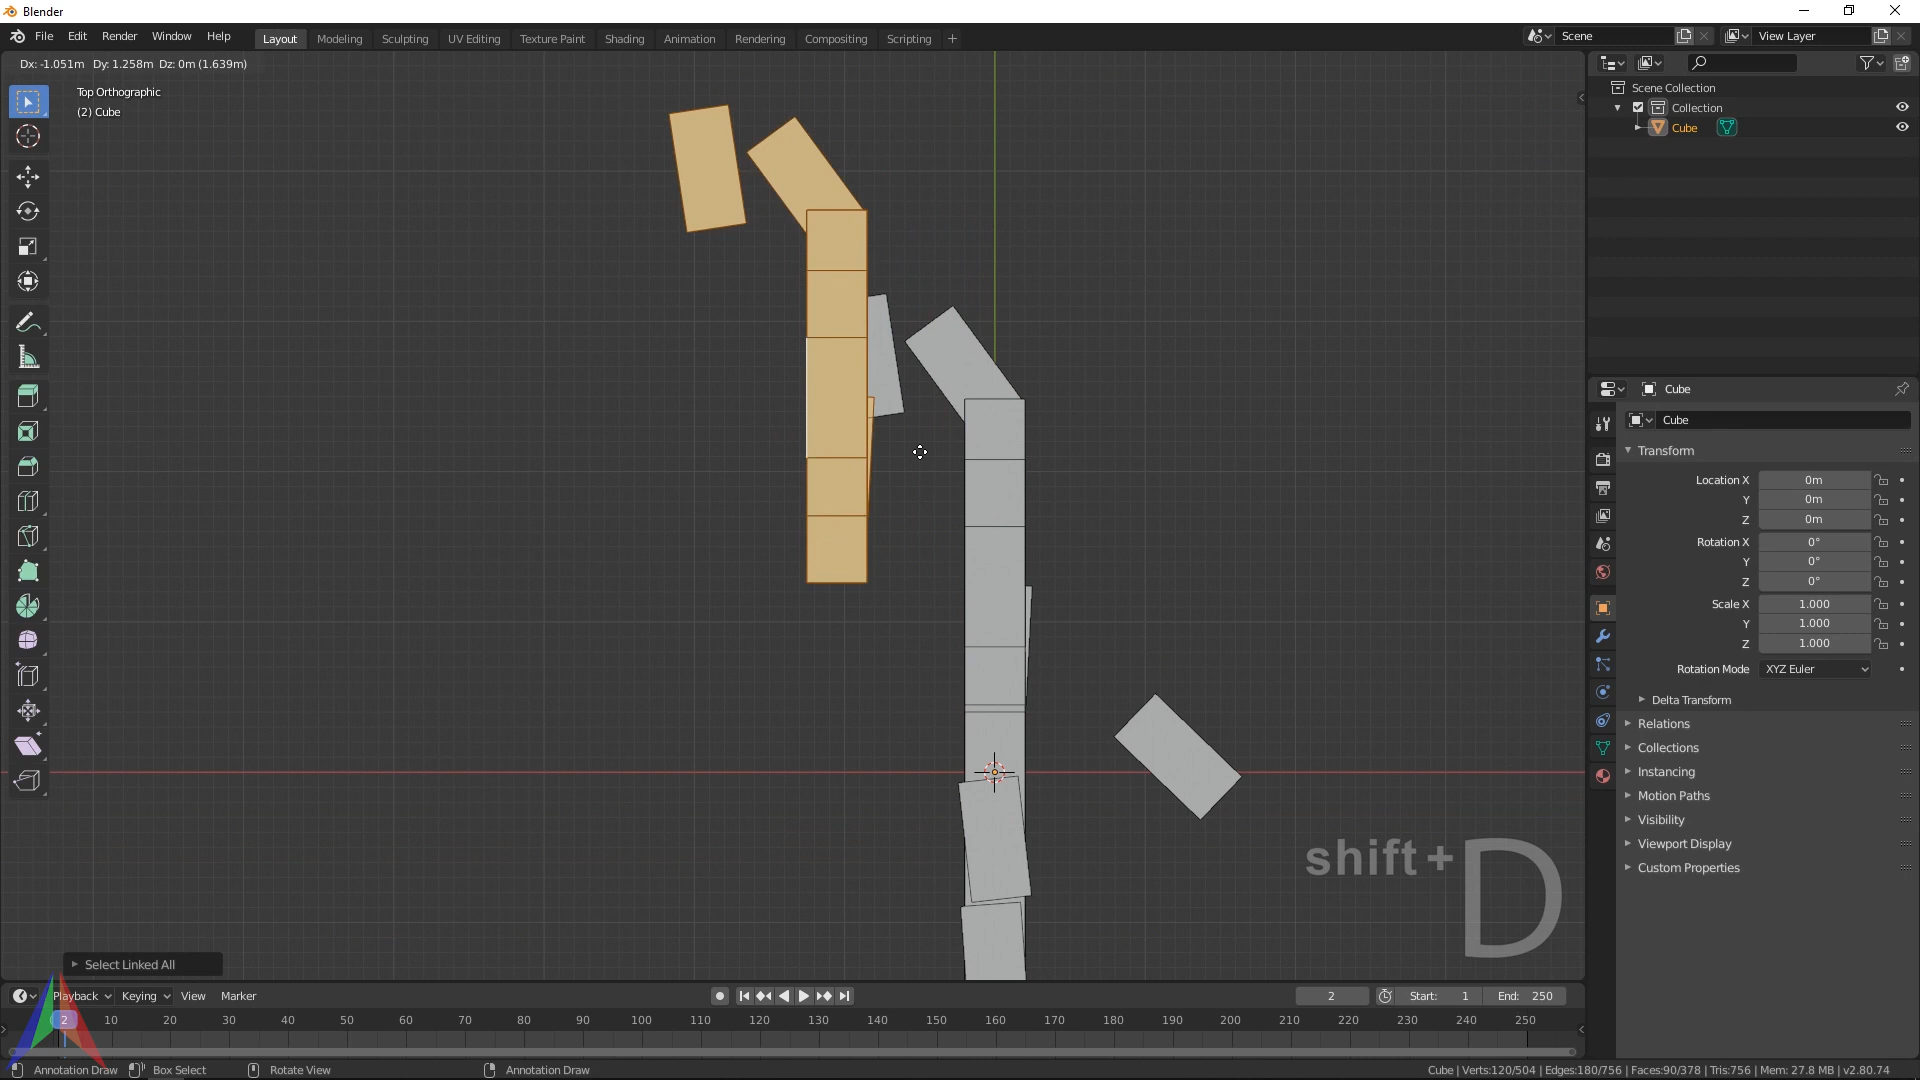 Blender
File Edit Render Window Help
Layout Modeling Sculpting UV Editing Texture Paint Shading Animation Rendering Compositing Scripting +
Scene
View Layer
Dx: -1.051m Dy: 1.258m Dz: 0m (1.639m)
Top Orthographic
(2) Cube
Scene Collection
Collection
Cube
Cube
Cube
Transform
Location X 0m
Y 0m
Z 0m
Rotation X 0°
Y 0°
Z 0°
Scale X 1.000
Y 1.000
Z 1.000
Rotation Mode XYZ Euler
Delta Transform
Relations
Collections
Instancing
Motion Paths
Visibility
Viewport Display
Custom Properties
shift + D
Select Linked All
Playback Keying View Marker
2 Start: 1 End: 250
2 10 20 30 40 50 60 70 80 90 100 110 120 130 140 150 160 170 180 190 200 210 220 230 240 250
Annotation Draw Box Select Rotate View Annotation Draw
Cube | Verts:120/504 | Edges:180/756 | Faces:90/378 | Tris:756 | Mem: 27.8 MB | v2.80.74